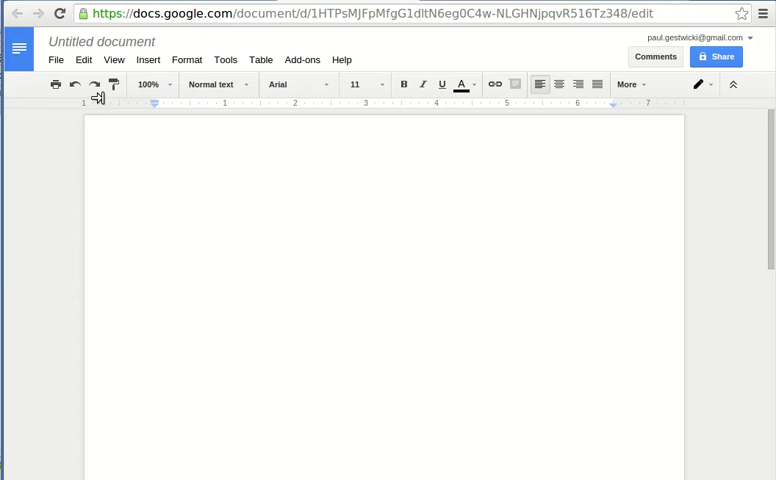 https://docs.google.com/document/d/1HTPsMJFpMfgG1dltN6eg0C4w-NLGHNjpqvR516Tz348/edit
Untitled document
paul.gestwicki@gmail.com
File Edit View Insert Format Tools Table Add-ons Help
Comments Share
100% Normal text Arial 11 B I U A More
1 1 2 3 4 5 6 7